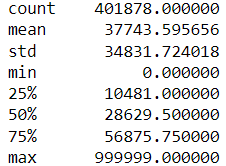 count 401878.000000
mean 37743.595656
std 34831.724018
min 0.000000
25% 10481.000000
50% 28629.500000
75% 56875.750000
max 999999.000000